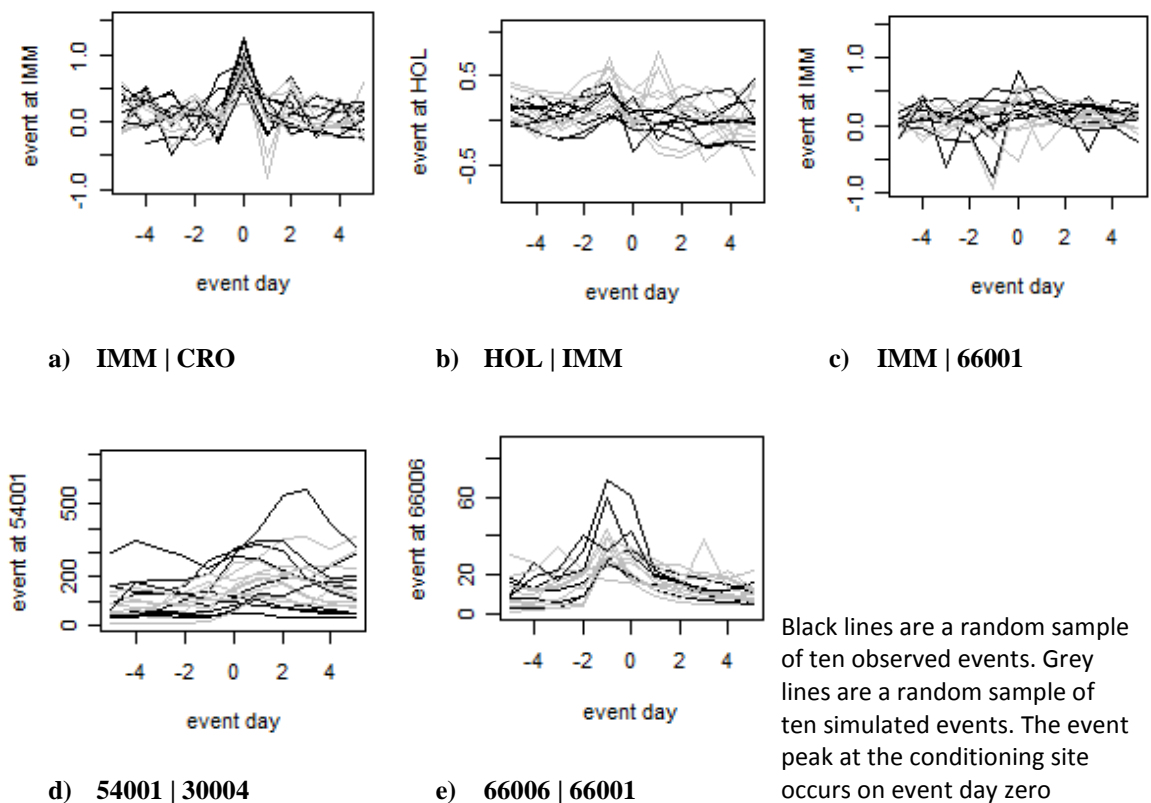 event at IMM
1.0
0.0
-1.0
-4 -2 0 2 4
event day
event at HOL
0.5
-0.5
-4 -2 0 2 4
event day
event at IMM
1.0
0.0
-1.0
-4 -2 0 2 4
event day
a) IMM | CRO
b) HOL | IMM
c) IMM | 66001
event at 54001
500
200
0
-4 -2 0 2 4
event day
event at 66006
60
20
0
-4 -2 0 2 4
event day
Black lines are a random sample
of ten observed events. Grey
lines are a random sample of
ten simulated events. The event
peak at the conditioning site
occurs on event day zero
d) 54001 | 30004
e) 66006 | 66001